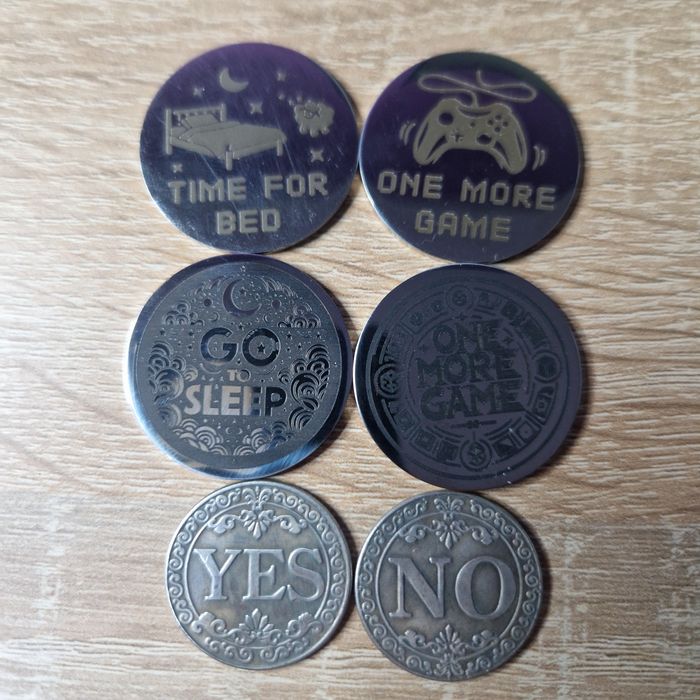 TIME FOR
BED
ONE MORE
GAME
GO
TO
SLEEP
ONE
MORE
GAME
YES
NO